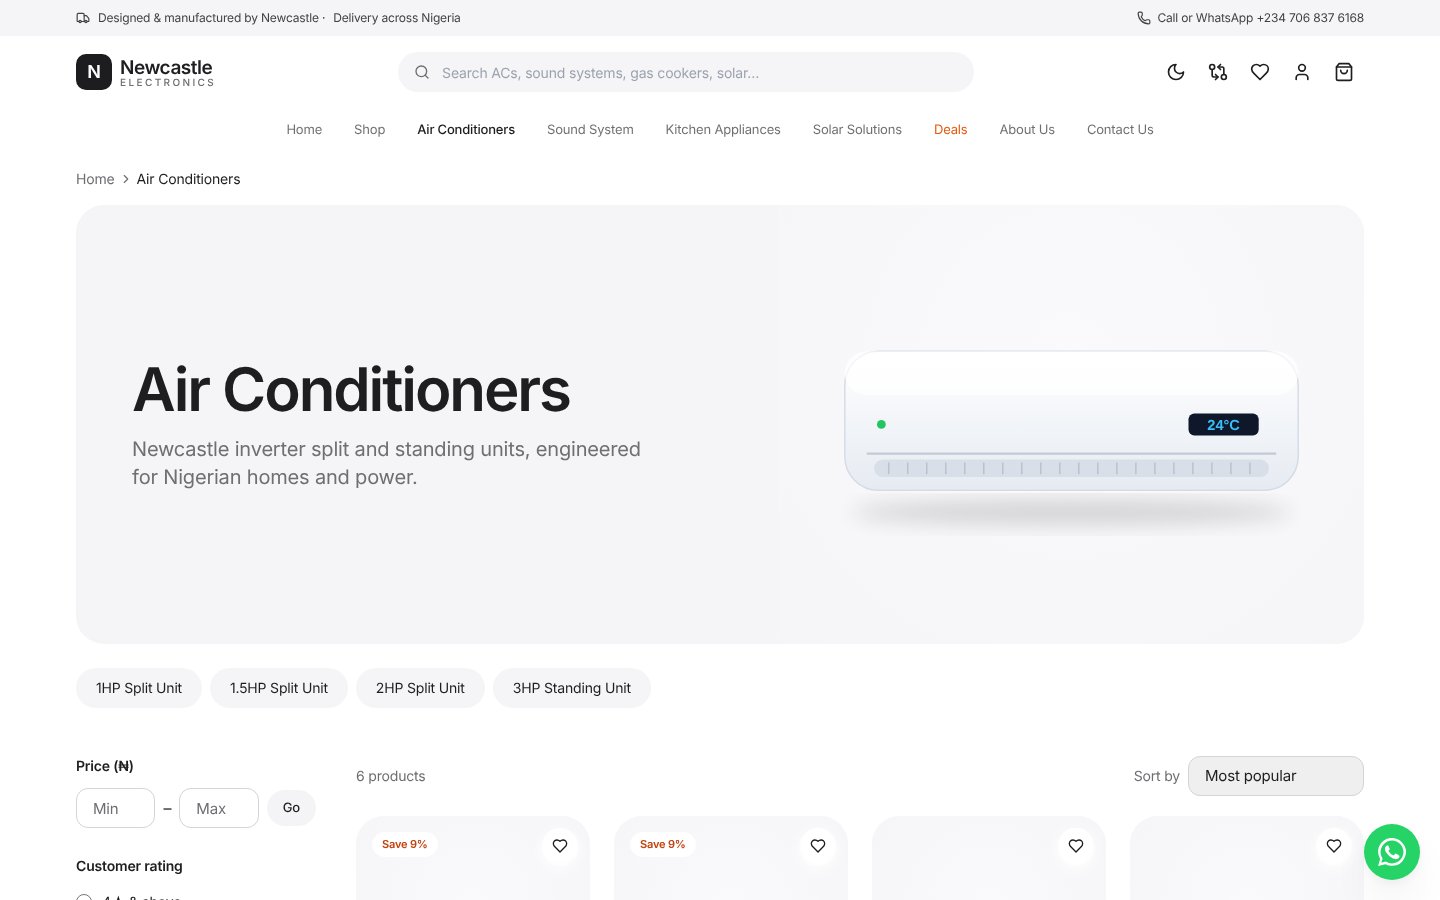 Designed & manufactured by Newcastle · Delivery across Nigeria
Call or WhatsApp +234 706 837 6168
N
Newcastle
ELECTRONICS
Search ACs, sound systems, gas cookers, solar...
Home
Shop
Air Conditioners
Sound System
Kitchen Appliances
Solar Solutions
Deals
About Us
Contact Us
Home > Air Conditioners
Air Conditioners
Newcastle inverter split and standing units, engineered
for Nigerian homes and power.
24°C
1HP Split Unit
1.5HP Split Unit
2HP Split Unit
3HP Standing Unit
Price (₦)
Min – Max Go
6 products
Sort by Most popular
Save 9%
Save 9%
Customer rating